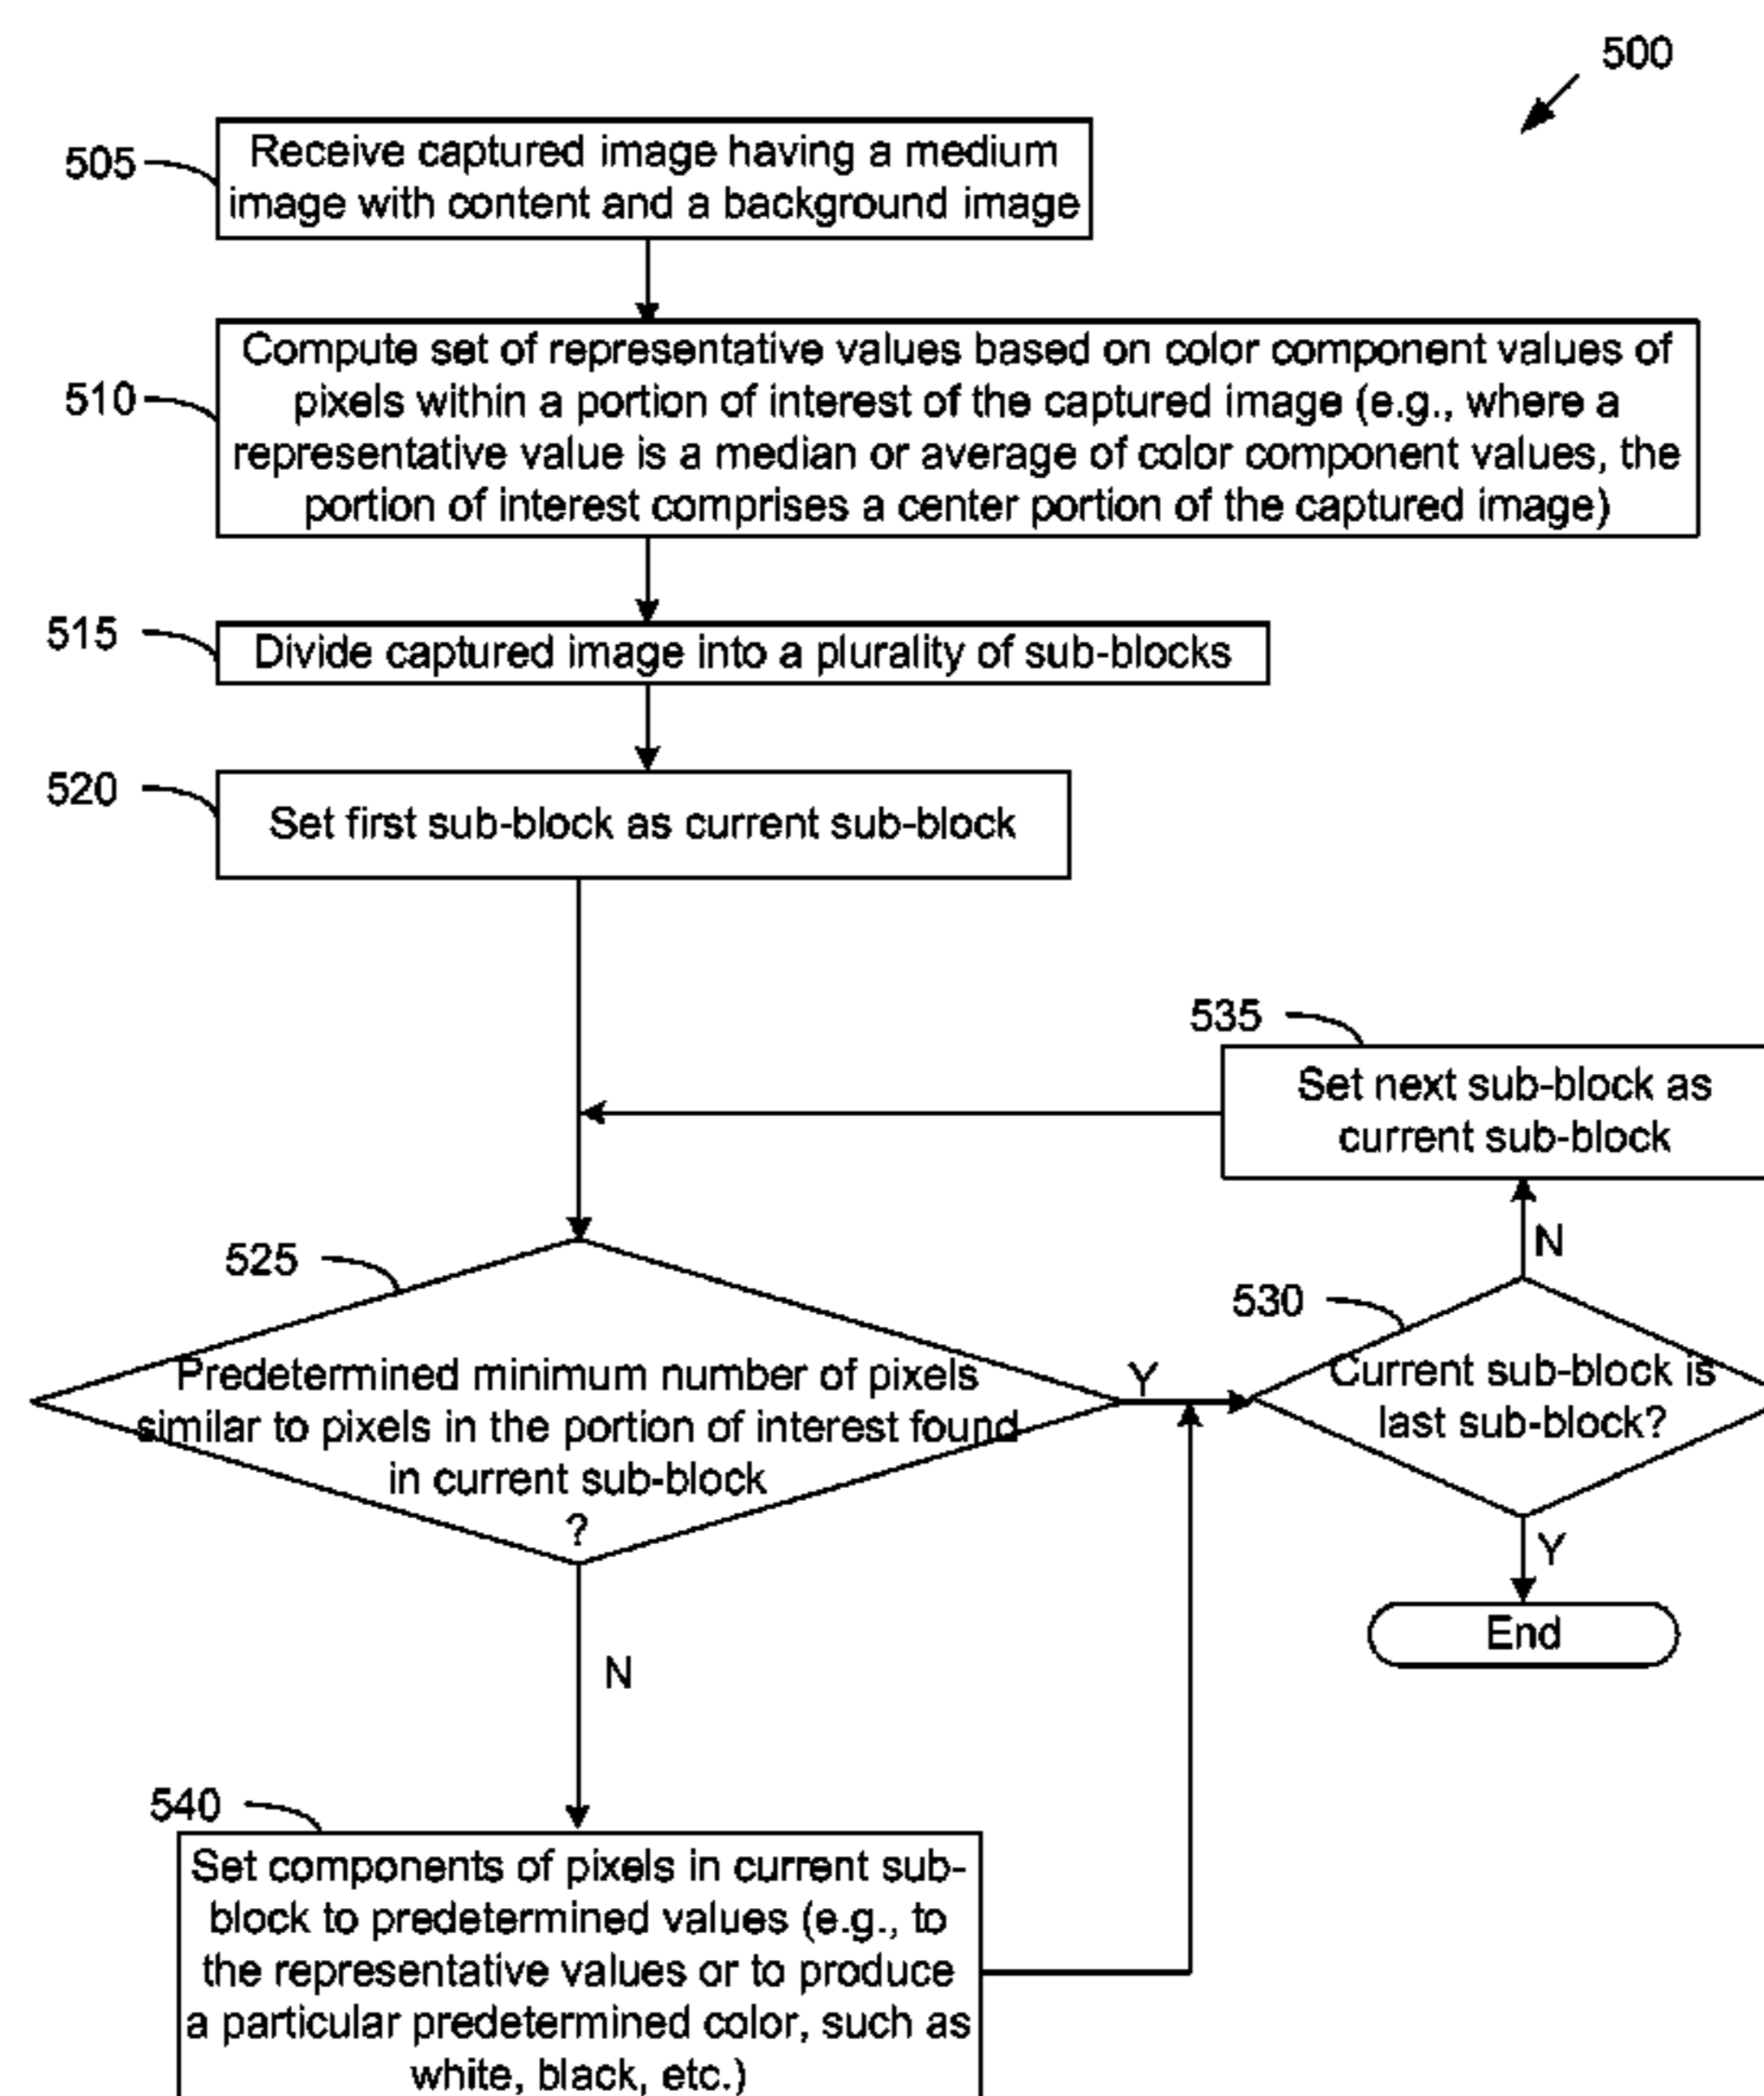 500
505
Receive captured image having a medium
image with content and a background image
510
Compute set of representative values based on color component values of
pixels within a portion of interest of the captured image (e.g., where a
representative value is a median or average of color component values, the
portion of interest comprises a center portion of the captured image)
515
Divide captured image into a plurality of sub-blocks
520
Set first sub-block as current sub-block
535
Set next sub-block as
current sub-block
N
525
530
Predetermined minimum number of pixels
similar to pixels in the portion of interest found
in current sub-block
?
Y
Current sub-block is
last sub-block?
Y
End
N
540
Set components of pixels in current sub-
block to predetermined values (e.g., to
the representative values or to produce
a particular predetermined color, such as
white, black, etc.)